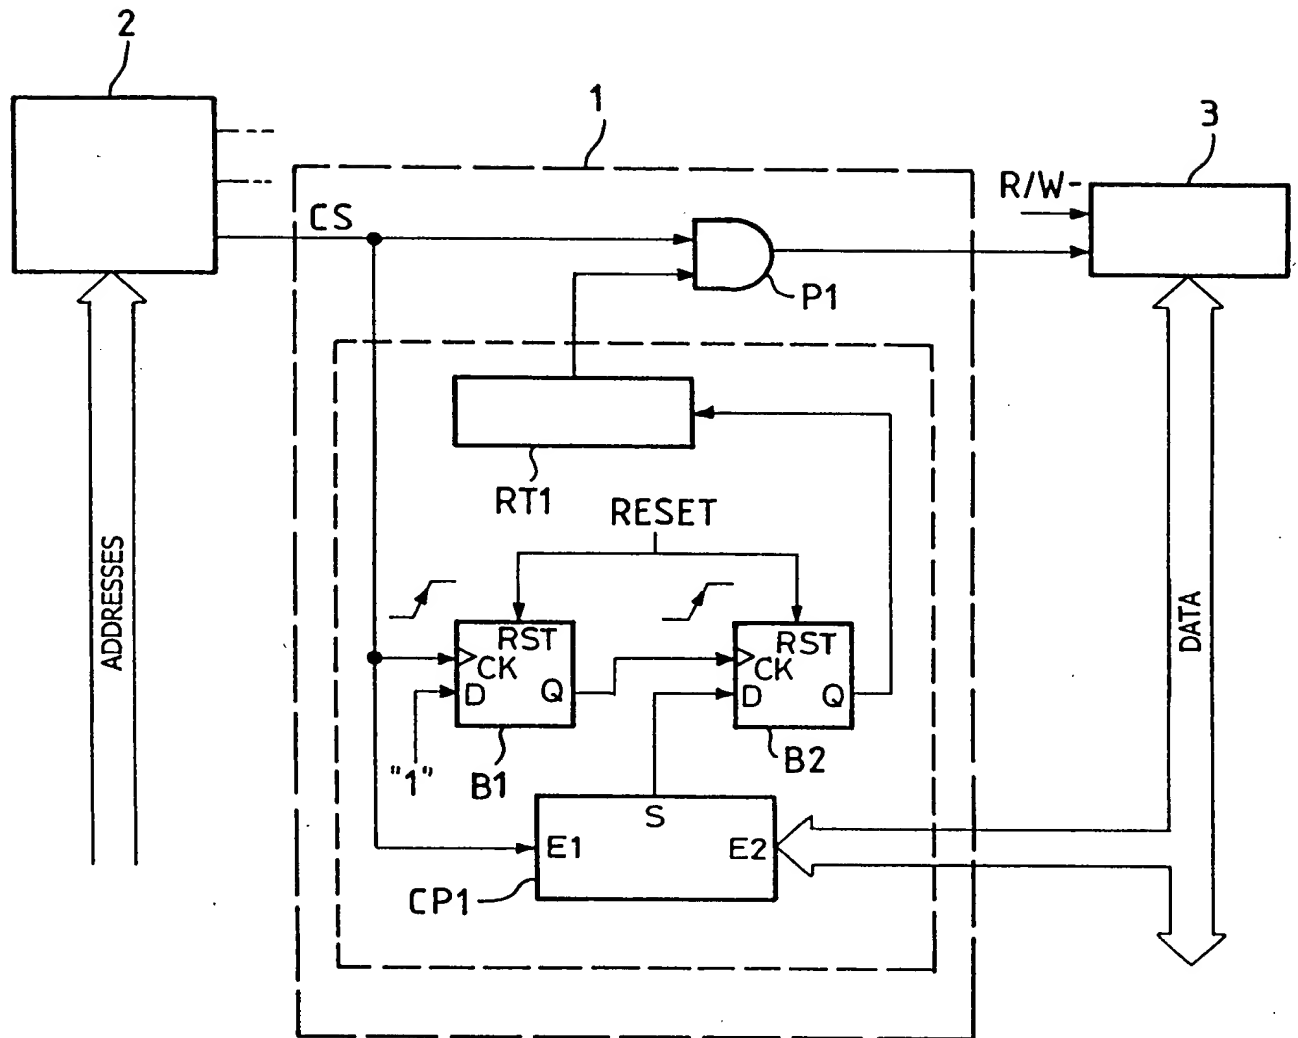 2
1
3
R/W-
CS
P1
RT1
RESET
ADDRESSES
RST
CK
D
Q
RST
CK
D
Q
DATA
"1"
B1
B2
S
E1
E2
CP1